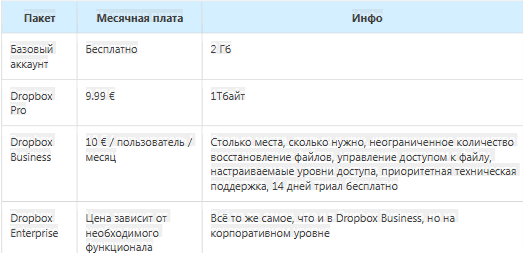 Пакет Месячная плата Инфо
Базовый Бесплатно 2 Гб
аккаунт
Dropbox 9.99 € 1Тбайт
Pro
Dropbox 10 € / пользователь / Столько места, сколько нужно, неограниченное количество
Business месяц восстановление файлов, управление доступом к файлу,
настраиваемаые уровни доступа, приоритетная техническая
поддержка, 14 дней триал бесплатно
Dropbox Цена зависит от Всё то же самое, что и в Dropbox Business, но на
Enterprise необходимого корпоративном уровне
функционала